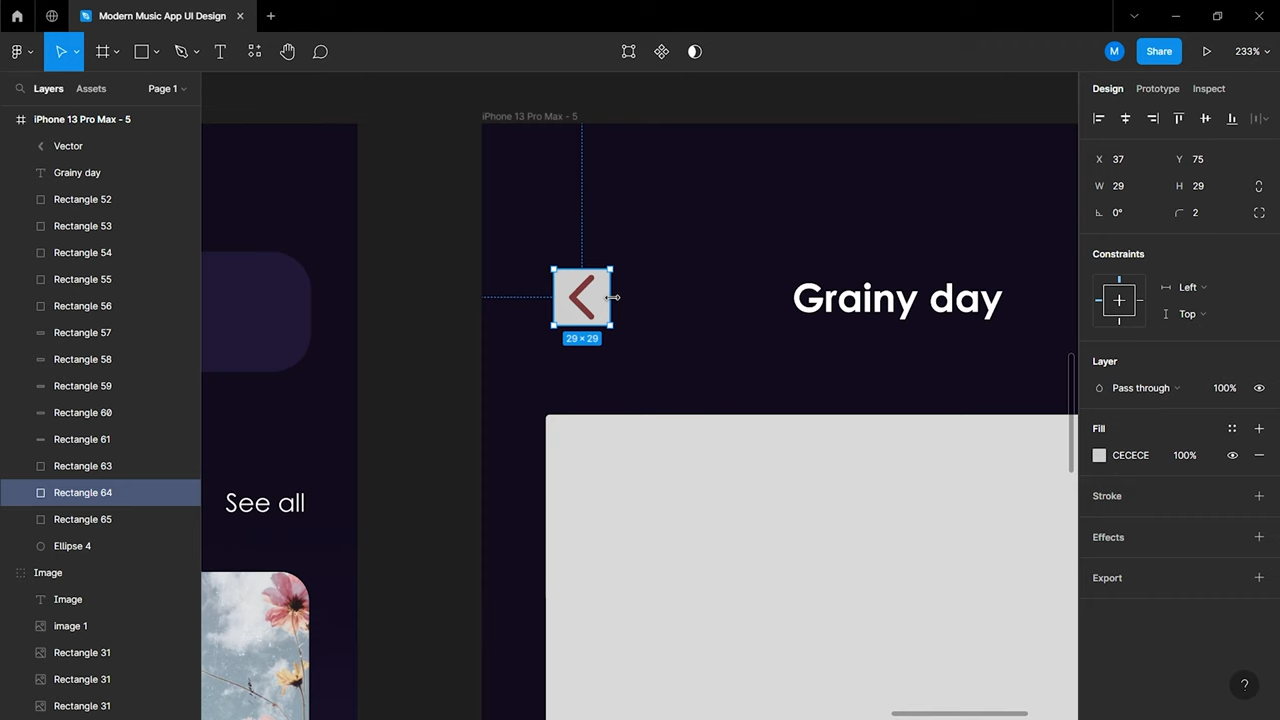 Modern Music App UI Design
M
Share
233%
Layers
Assets
Page 1
Design
Prototype
Inspect
iPhone 13 Pro Max - 5
Vector
Grainy day
Rectangle 52
Rectangle 53
Rectangle 54
Rectangle 55
Rectangle 56
Rectangle 57
Rectangle 58
Rectangle 59
Rectangle 60
Rectangle 61
Rectangle 63
Rectangle 64
Rectangle 65
Ellipse 4
Image
Image
image 1
Rectangle 31
Rectangle 31
Rectangle 31
See all
iPhone 13 Pro Max - 5
29 × 29
Grainy day
X 37
Y 75
W 29
H 29
0°
2
Constraints
Left
Top
Layer
Pass through
100%
Fill
CECECE
100%
Stroke
Effects
Export
?